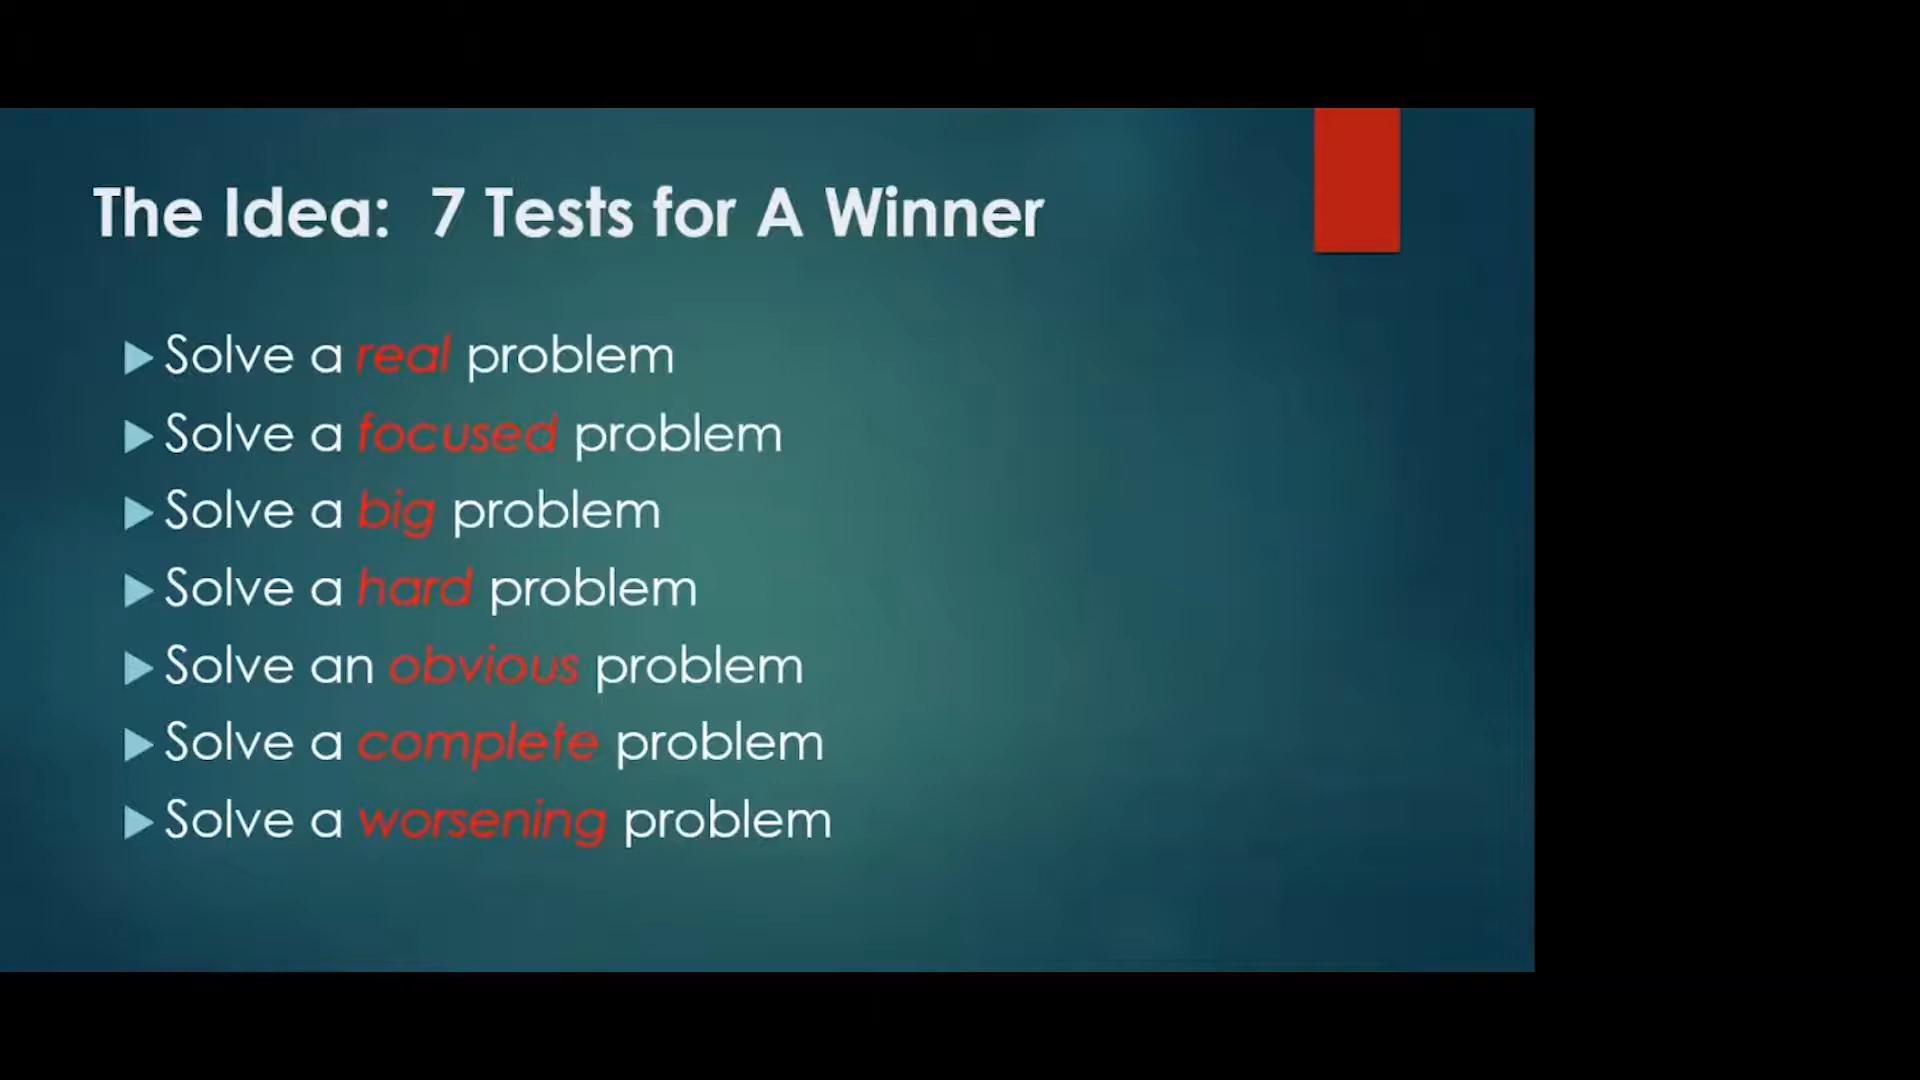 The Idea: 7 Tests for A Winner
Solve a real problem
Solve a focused problem
Solve a big problem
Solve a hard problem
Solve an obvious problem
Solve a complete problem
Solve a worsening problem